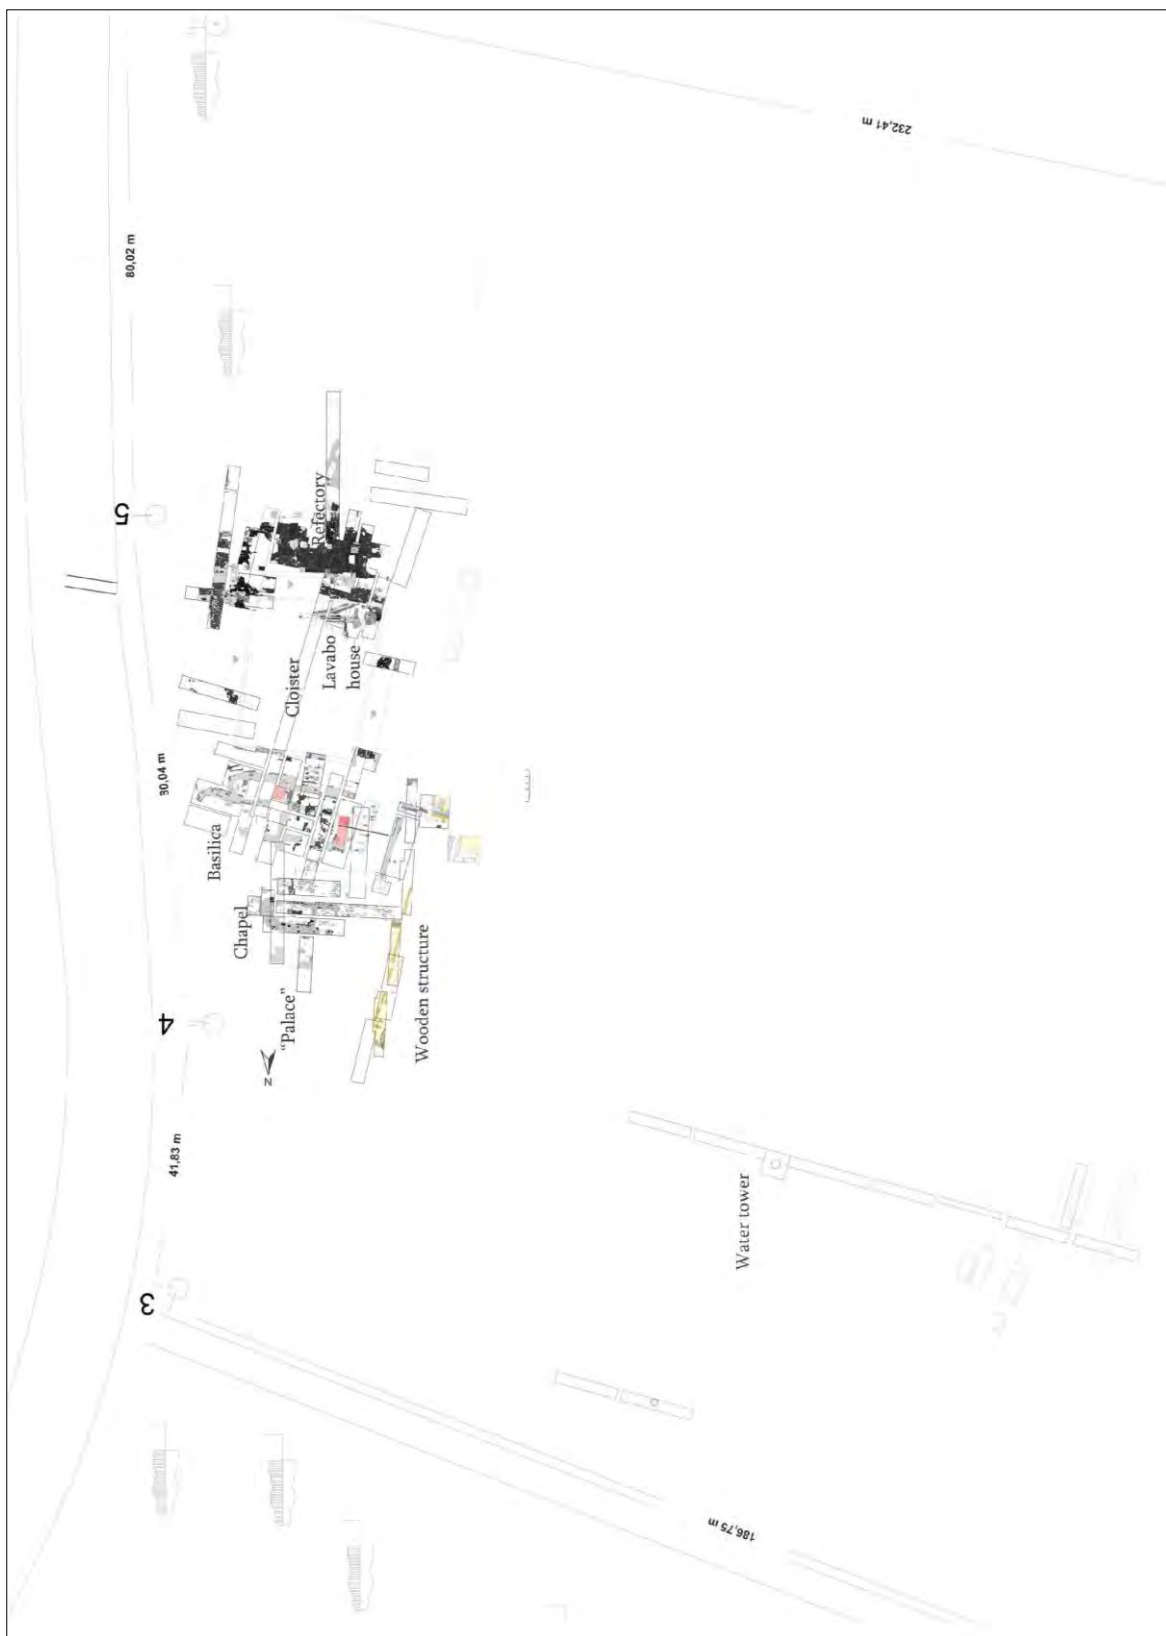 232,41 m
80,02 m
5
Refectory
Cloister
Lavabo
house
80,04 m
Basilica
Chapel
"Palace"
Wooden structure
4
N
41,83 m
Water tower
3
186,75 m